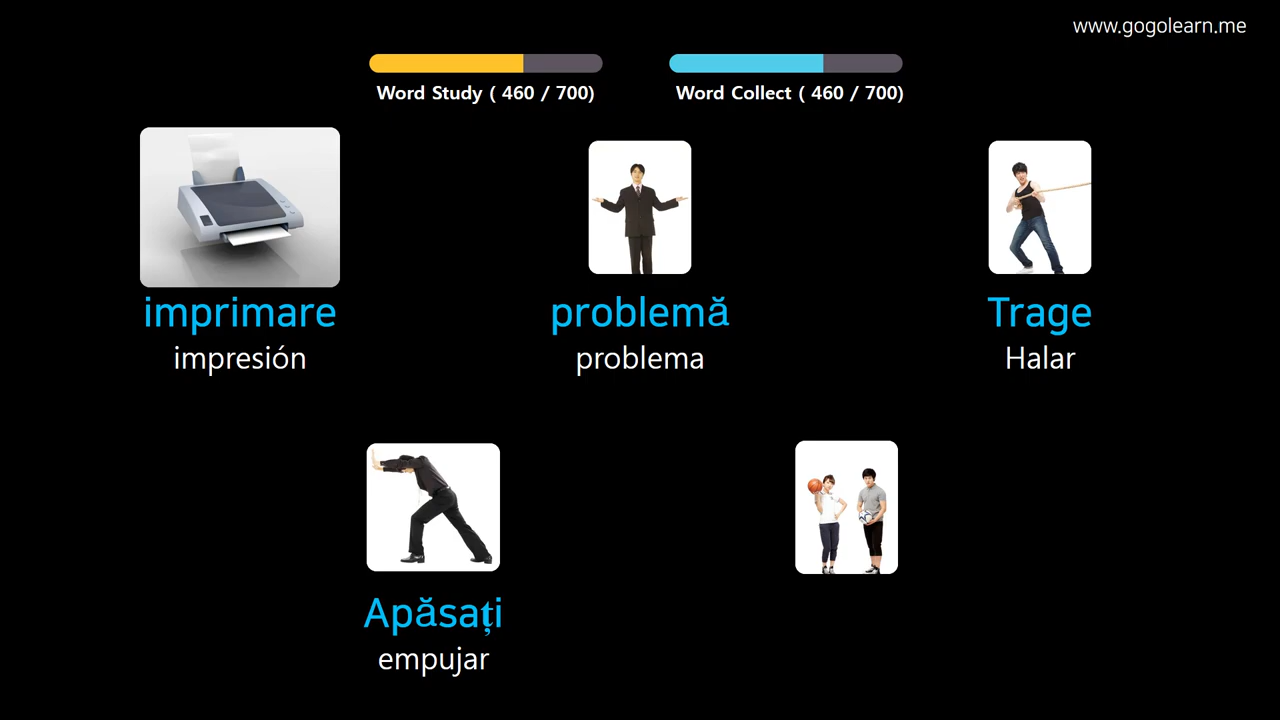 www.gogolearn.me
Word Study ( 460 / 700)
Word Collect ( 460 / 700)
imprimare
impresión
problemă
problema
Trage
Halar
Apăsați
empujar